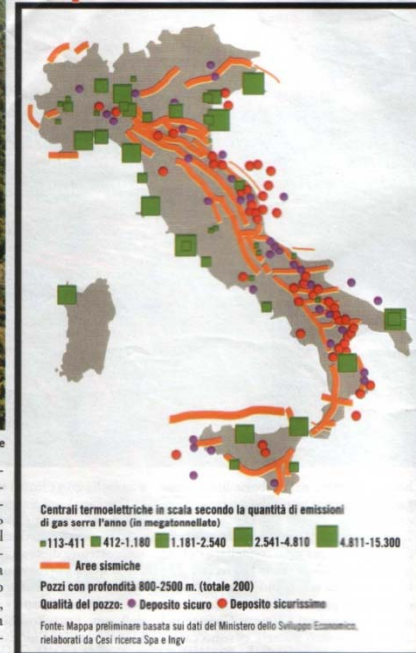 Centrali termoelettriche in scala secondo la quantità di emissioni
di gas serra l'anno (in megatonnellate)
113-411 412-1.180 1.181-2.540 2.541-4.810 4.811-15.300
Aree sismiche
Pozzi con profondità 800-2500 m. (totale 200)
Qualità del pozzo: Deposito sicuro Deposito sicurissimo
Fonte: Mappa preliminare basata sui dati del Ministero dello Sviluppo Economico,
rielaborati da Cesi ricerca Spa e Ingv